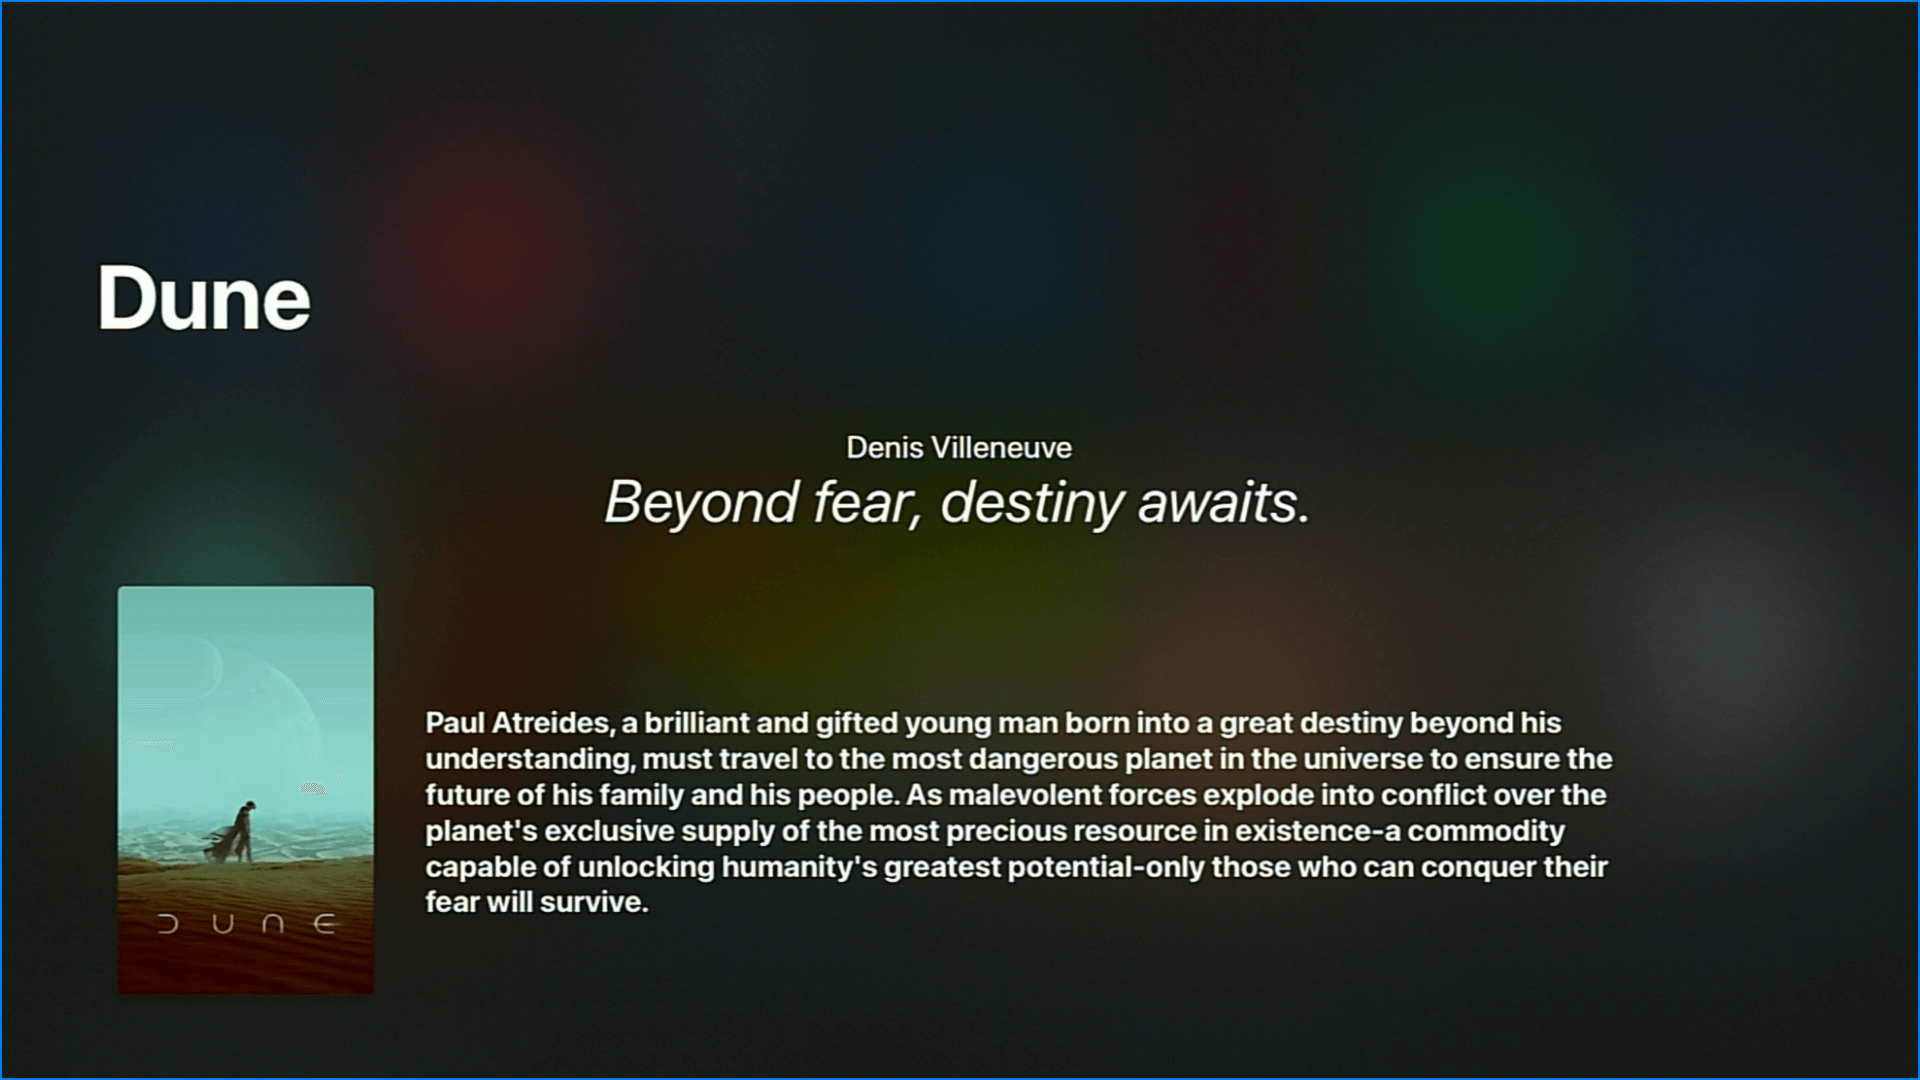 Dune
Denis Villeneuve
Beyond fear, destiny awaits.
Paul Atreides, a brilliant and gifted young man born into a great destiny beyond his
understanding, must travel to the most dangerous planet in the universe to ensure the
future of his family and his people. As malevolent forces explode into conflict over the
planet's exclusive supply of the most precious resource in existence-a commodity
capable of unlocking humanity's greatest potential-only those who can conquer their
fear will survive.
DUNE